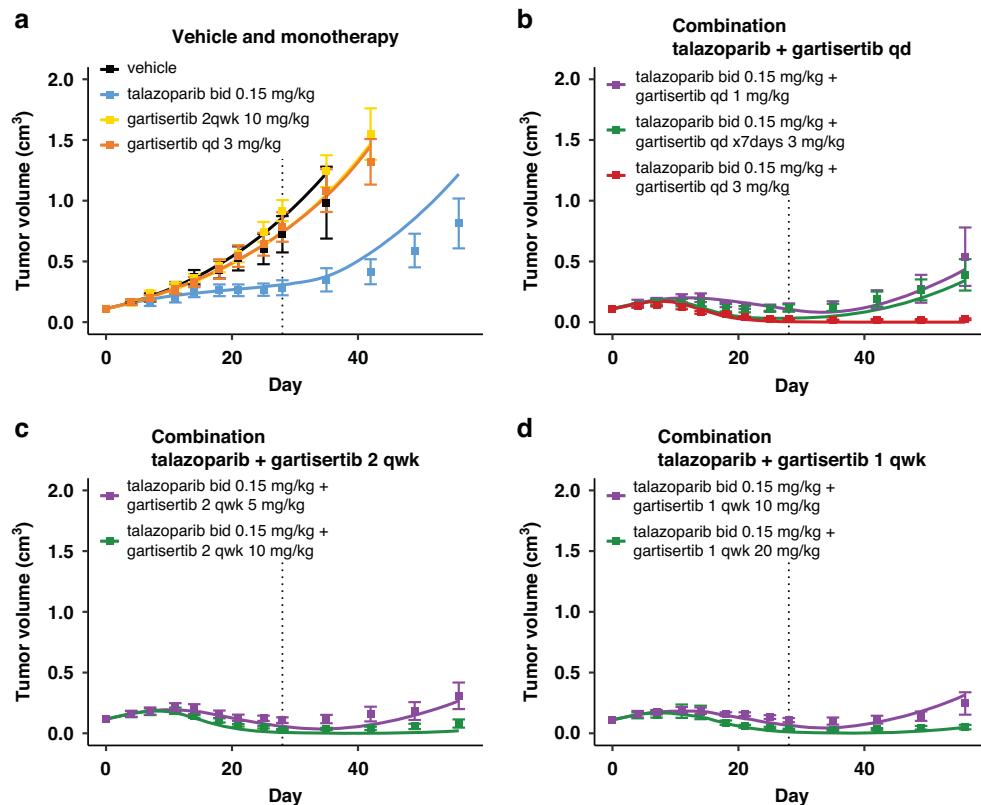 a
Vehicle and monotherapy
vehicle
talazoparib bid 0.15 mg/kg
gartisertib 2qwk 10 mg/kg
gartisertib qd 3 mg/kg
2.0
1.5
1.0
0.5
0.0
Tumor volume (cm³)
0
20
40
Day
b
Combination
talazoparib + gartisertib qd
talazoparib bid 0.15 mg/kg +
gartisertib qd 1 mg/kg
talazoparib bid 0.15 mg/kg +
gartisertib qd x7days 3 mg/kg
talazoparib bid 0.15 mg/kg +
gartisertib qd 3 mg/kg
2.0
1.5
1.0
0.5
0.0
Tumor volume (cm³)
0
20
40
Day
c
Combination
talazoparib + gartisertib 2 qwk
talazoparib bid 0.15 mg/kg +
gartisertib 2 qwk 5 mg/kg
talazoparib bid 0.15 mg/kg +
gartisertib 2 qwk 10 mg/kg
2.0
1.5
1.0
0.5
0.0
Tumor volume (cm³)
0
20
40
Day
d
Combination
talazoparib + gartisertib 1 qwk
talazoparib bid 0.15 mg/kg +
gartisertib 1 qwk 10 mg/kg
talazoparib bid 0.15 mg/kg +
gartisertib 1 qwk 20 mg/kg
2.0
1.5
1.0
0.5
0.0
Tumor volume (cm³)
0
20
40
Day